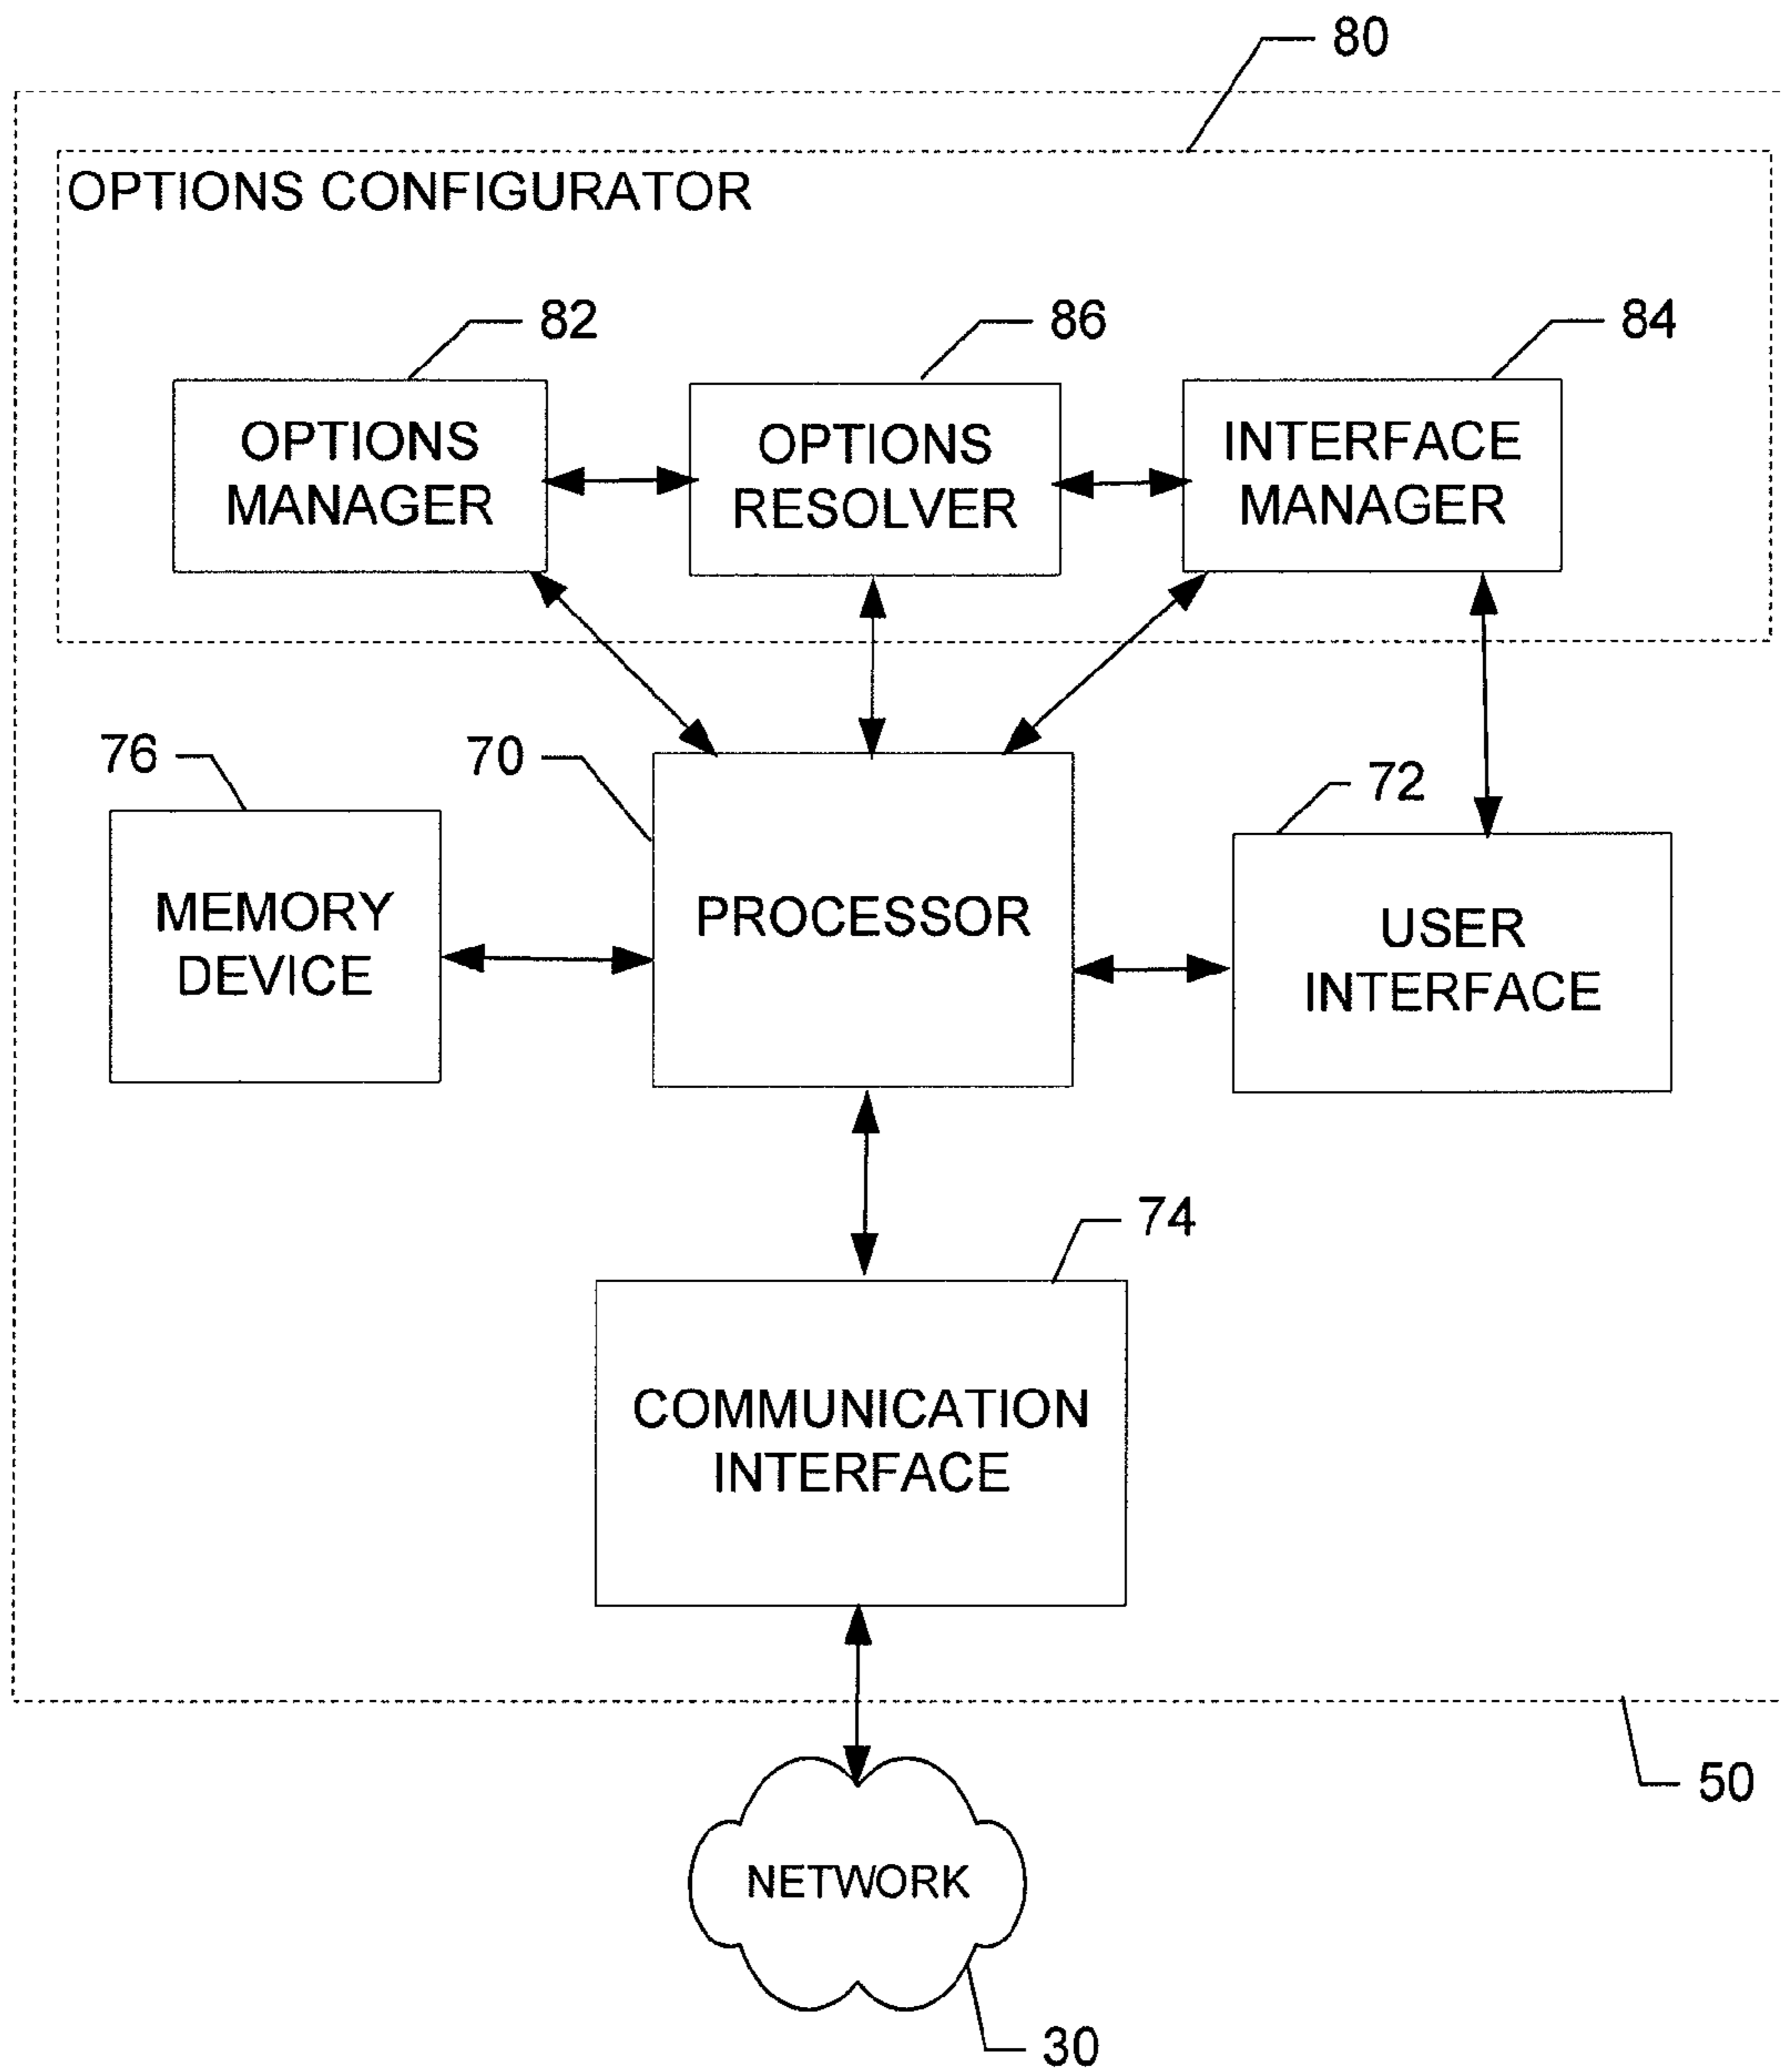 80
OPTIONS CONFIGURATOR
82
86
84
OPTIONS
MANAGER
OPTIONS
RESOLVER
INTERFACE
MANAGER
76
70
72
MEMORY
DEVICE
PROCESSOR
USER
INTERFACE
74
COMMUNICATION
INTERFACE
50
NETWORK
30